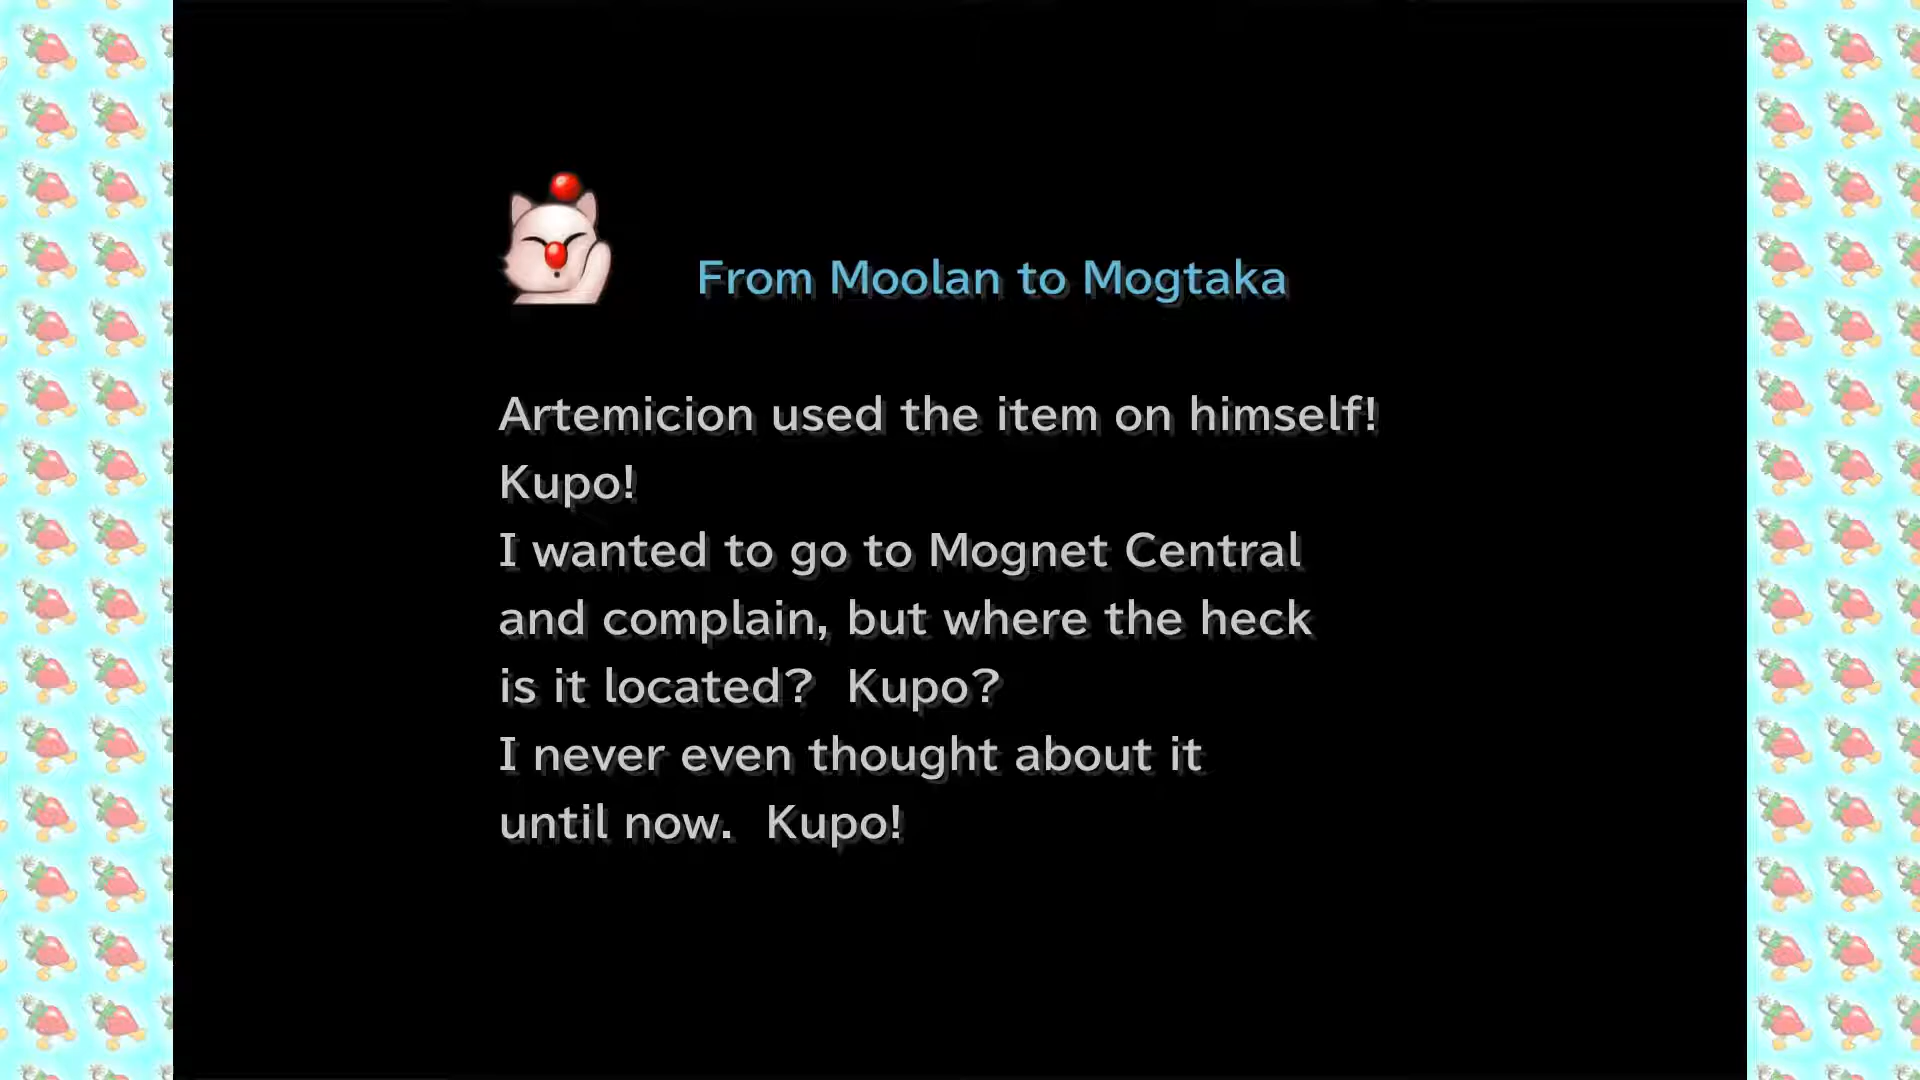 From Moolan to Mogtaka
Artemicion used the item on himself!
Kupo!
I wanted to go to Mognet Central
and complain, but where the heck
is it located?  Kupo?
I never even thought about it
until now.  Kupo!